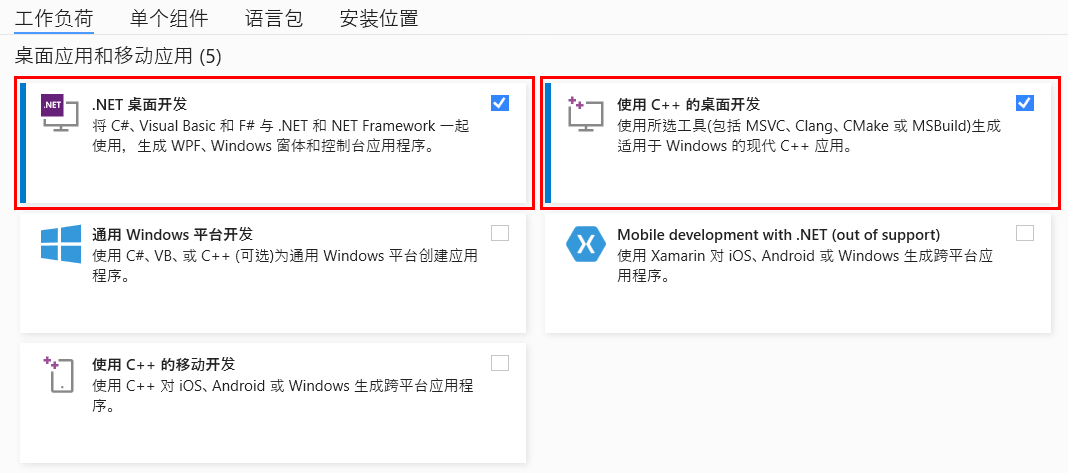 工作负荷 单个组件 语言包 安装位置
桌面应用和移动应用 (5)
.NET
.NET 桌面开发
将 C#、Visual Basic 和 F# 与 .NET 和 NET Framework 一起
使用，生成 WPF、Windows 窗体和控制台应用程序。
使用 C++ 的桌面开发
使用所选工具(包括 MSVC、Clang、CMake 或 MSBuild)生成
适用于 Windows 的现代 C++ 应用。
通用 Windows 平台开发
使用 C#、VB、或 C++ (可选)为通用 Windows 平台创建应用
程序。
Mobile development with .NET (out of support)
使用 Xamarin 对 iOS、Android 或 Windows 生成跨平台应
用程序。
使用 C++ 的移动开发
使用 C++ 对 iOS、Android 或 Windows 生成跨平台应用程
序。